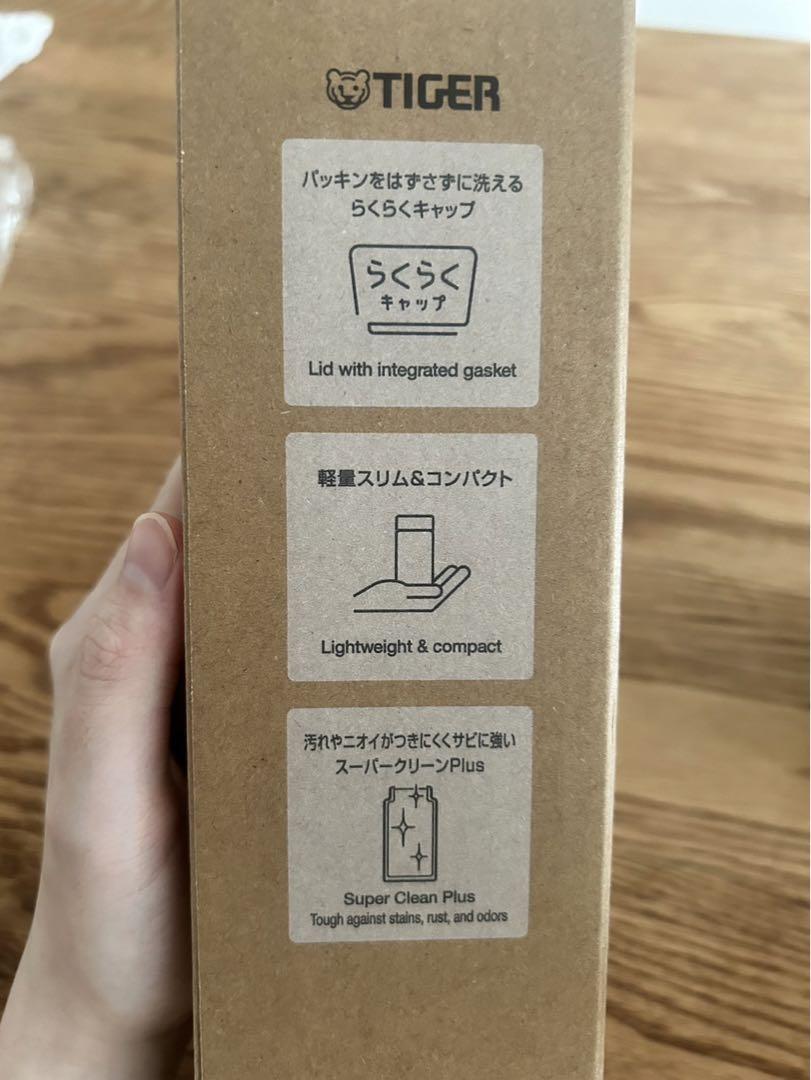 TIGER
パッキンをはずさずに洗える
らくらくキャップ
らくらく
キャップ
Lid with integrated gasket
軽量スリム&コンパクト
Lightweight & compact
汚れやニオイがつきにくくサビに強い
スーパークリーンPlus
Super Clean Plus
Tough against stains, rust, and odors